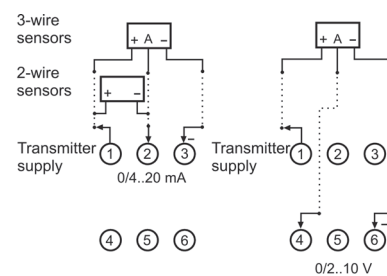 3-wire
sensors
+ A -
+ A -
2-wire
sensors
+ -
Transmitter
supply
1 2 3
-
0/4..20 mA
4 5 6
Transmitter
supply
1 2 3
4 5 6
-
0/2..10 V